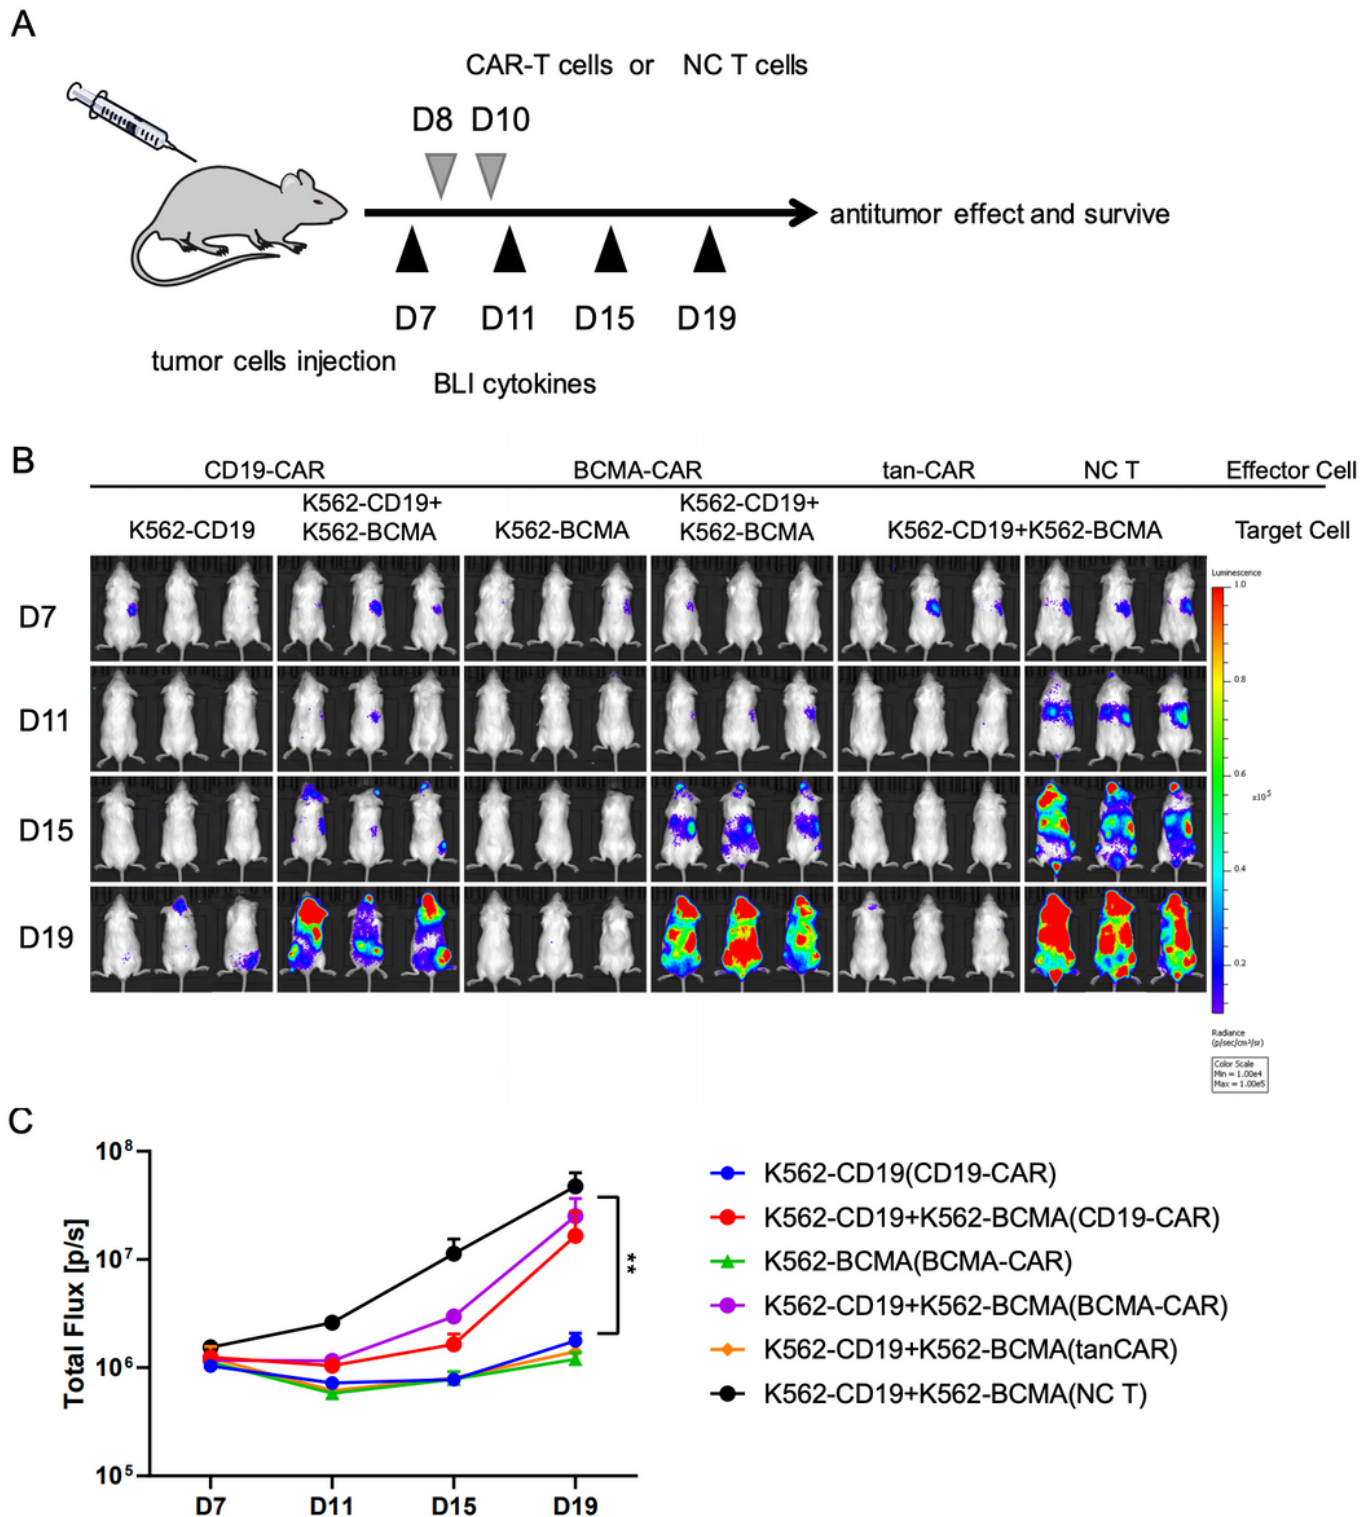 A
CAR-T cells or NC T cells
D8 D10
antitumor effect and survive
D7 D11 D15 D19
tumor cells injection
BLI cytokines
B
CD19-CAR BCMA-CAR tan-CAR NC T Effector Cell
K562-CD19 K562-CD19+ K562-BCMA K562-BCMA K562-CD19+ K562-BCMA K562-CD19+K562-BCMA Target Cell
D7
D11
D15
D19
Luminescence
1.0
0.8
0.6
x10⁵
0.4
0.2
Radiance
(p/sec/cm²/sr)
Color Scale
Min = 1.00e4
Max = 1.00e5
C
Total Flux [p/s]
10⁸
10⁷
10⁶
10⁵
D7 D11 D15 D19
**
K562-CD19(CD19-CAR)
K562-CD19+K562-BCMA(CD19-CAR)
K562-BCMA(BCMA-CAR)
K562-CD19+K562-BCMA(BCMA-CAR)
K562-CD19+K562-BCMA(tanCAR)
K562-CD19+K562-BCMA(NC T)